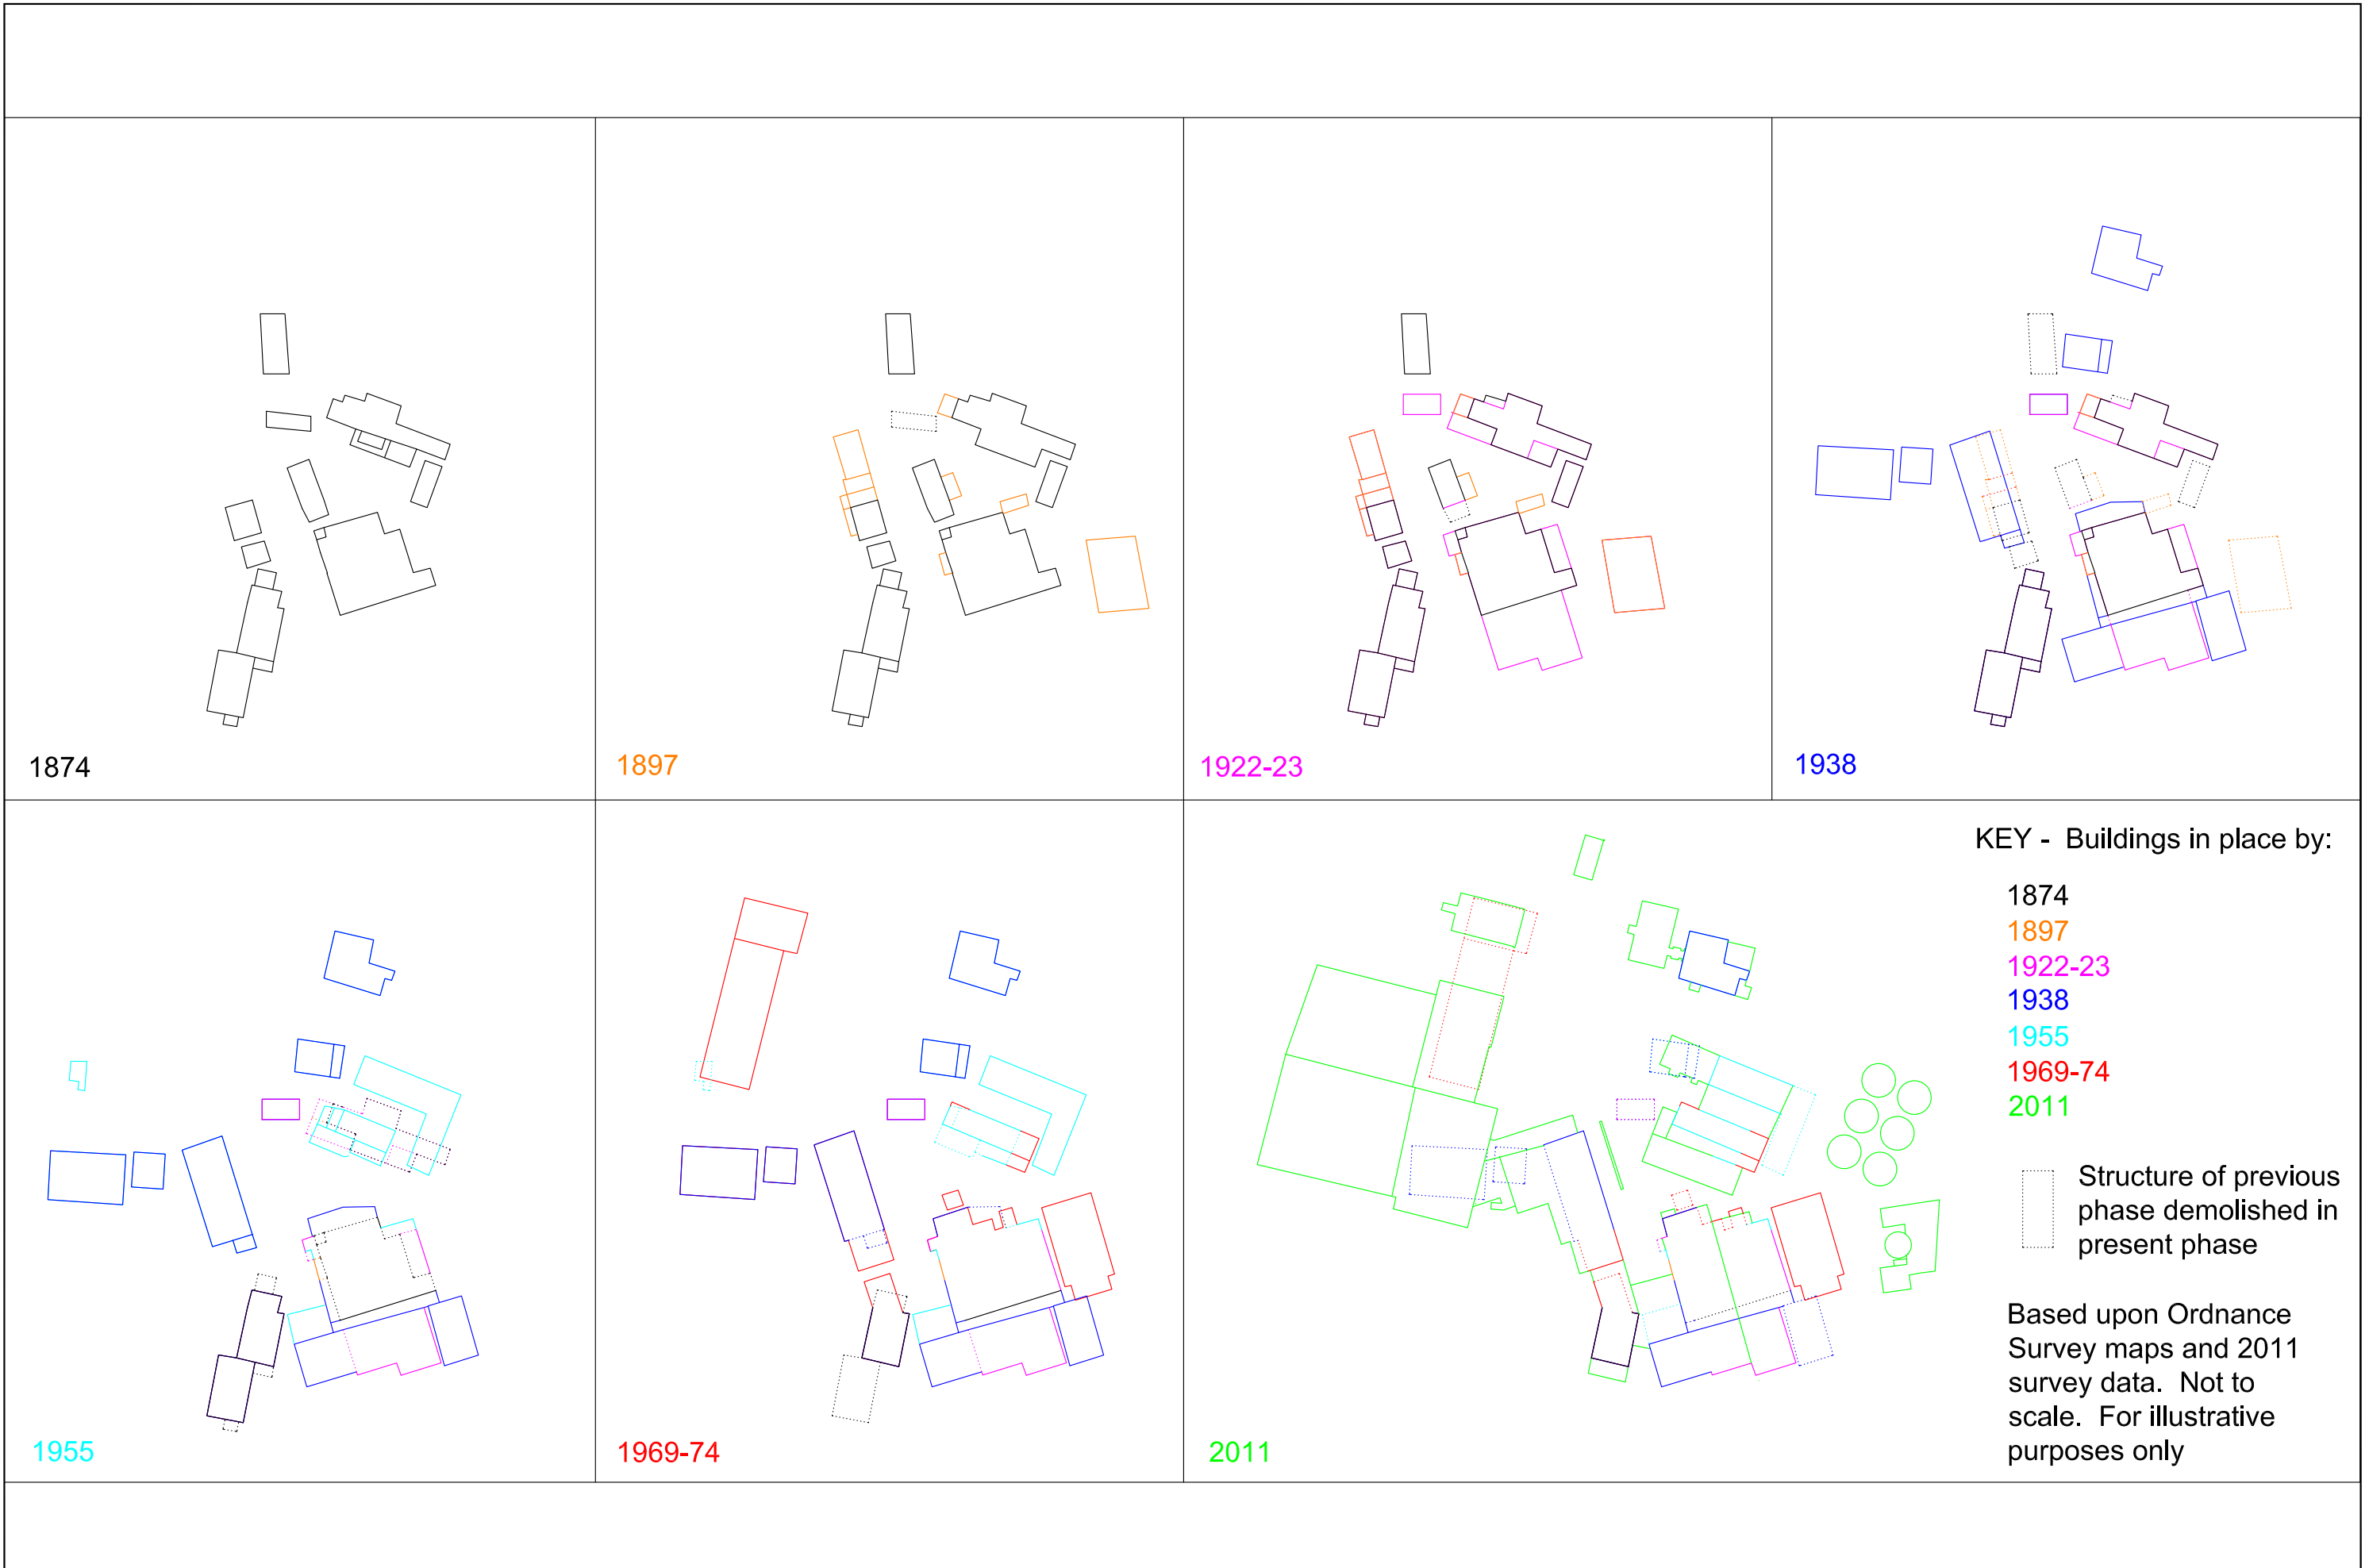 1874
1897
1922-23
1938
1955
1969-74
2011
KEY - Buildings in place by:
1874
1897
1922-23
1938
1955
1969-74
2011
Structure of previous
phase demolished in
present phase
Based upon Ordnance
Survey maps and 2011
survey data. Not to
scale. For illustrative
purposes only